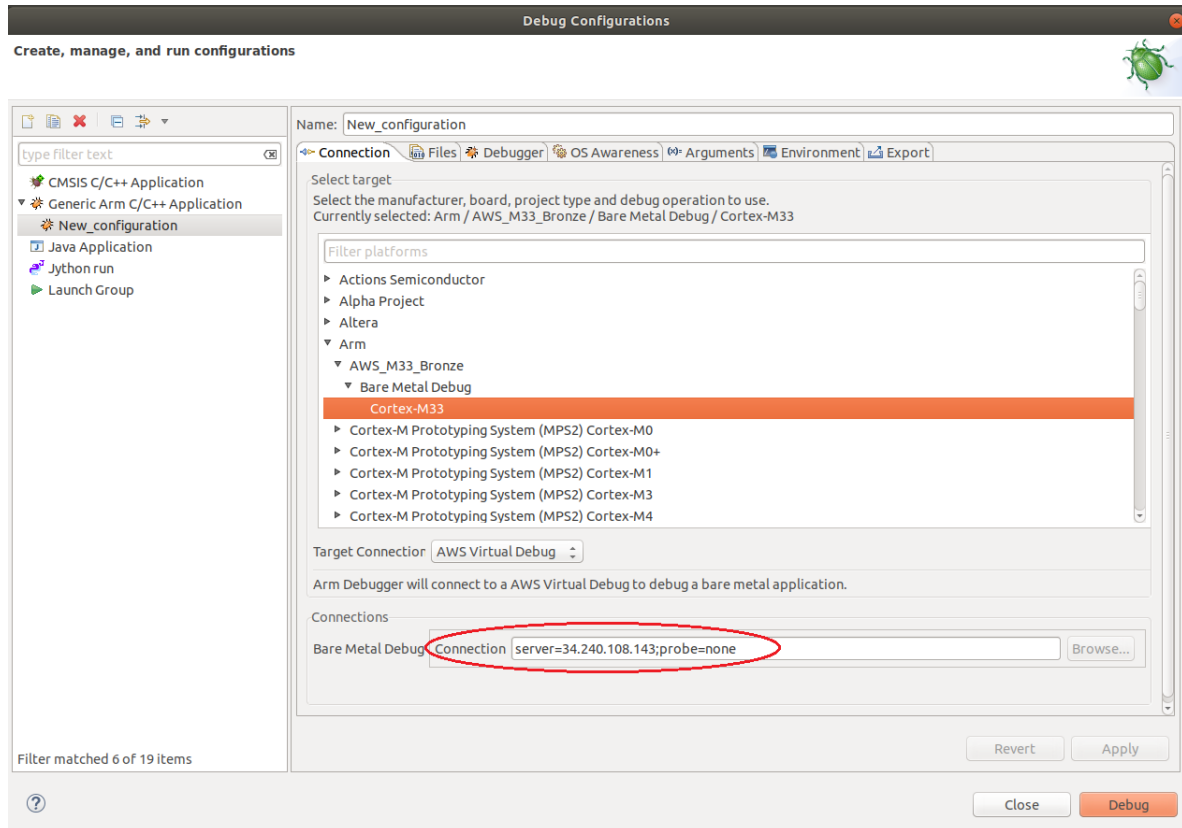 Debug Configurations
Create, manage, and run configurations
type filter text
CMSIS C/C++ Application
Generic Arm C/C++ Application
New_configuration
Java Application
Jython run
Launch Group
Filter matched 6 of 19 items
Name: New_configuration
Connection Files Debugger OS Awareness Arguments Environment Export
Select target
Select the manufacturer, board, project type and debug operation to use.
Currently selected: Arm / AWS_M33_Bronze / Bare Metal Debug / Cortex-M33
Filter platforms
Actions Semiconductor
Alpha Project
Altera
Arm
AWS_M33_Bronze
Bare Metal Debug
Cortex-M33
Cortex-M Prototyping System (MPS2) Cortex-M0
Cortex-M Prototyping System (MPS2) Cortex-M0+
Cortex-M Prototyping System (MPS2) Cortex-M1
Cortex-M Prototyping System (MPS2) Cortex-M3
Cortex-M Prototyping System (MPS2) Cortex-M4
Target Connection AWS Virtual Debug
Arm Debugger will connect to a AWS Virtual Debug to debug a bare metal application.
Connections
Bare Metal Debug Connection server=34.240.108.143;probe=none Browse...
Revert Apply
Close Debug